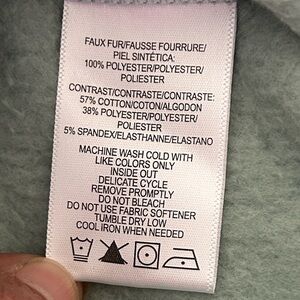 FAUX FUR/FAUSSE FOURRURE/
PIEL SINTÉTICA:
100% POLYESTER/POLYESTER/
POLIESTER
CONTRAST/CONTRASTE/CONTRASTE:
57% COTTON/COTON/ALGODON
38% POLYESTER/POLYESTER/
POLIESTER
5% SPANDEX/ELASTHANNE/ELASTANO
MACHINE WASH COLD WITH
LIKE COLORS ONLY
INSIDE OUT
DELICATE CYCLE
REMOVE PROMPTLY
DO NOT BLEACH
DO NOT USE FABRIC SOFTENER
TUMBLE DRY LOW
COOL IRON WHEN NEEDED